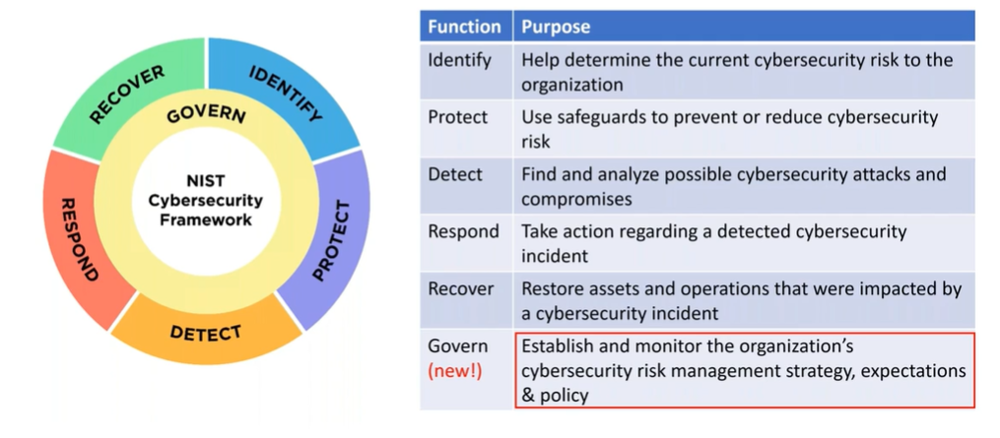 RECOVER
IDENTIFY
GOVERN
NIST
Cybersecurity
Framework
RESPOND
PROTECT
DETECT
Function Purpose
Identify Help determine the current cybersecurity risk to the
organization
Protect Use safeguards to prevent or reduce cybersecurity
risk
Detect Find and analyze possible cybersecurity attacks and
compromises
Respond Take action regarding a detected cybersecurity
incident
Recover Restore assets and operations that were impacted by
a cybersecurity incident
Govern Establish and monitor the organization's
(new!) cybersecurity risk management strategy, expectations
& policy